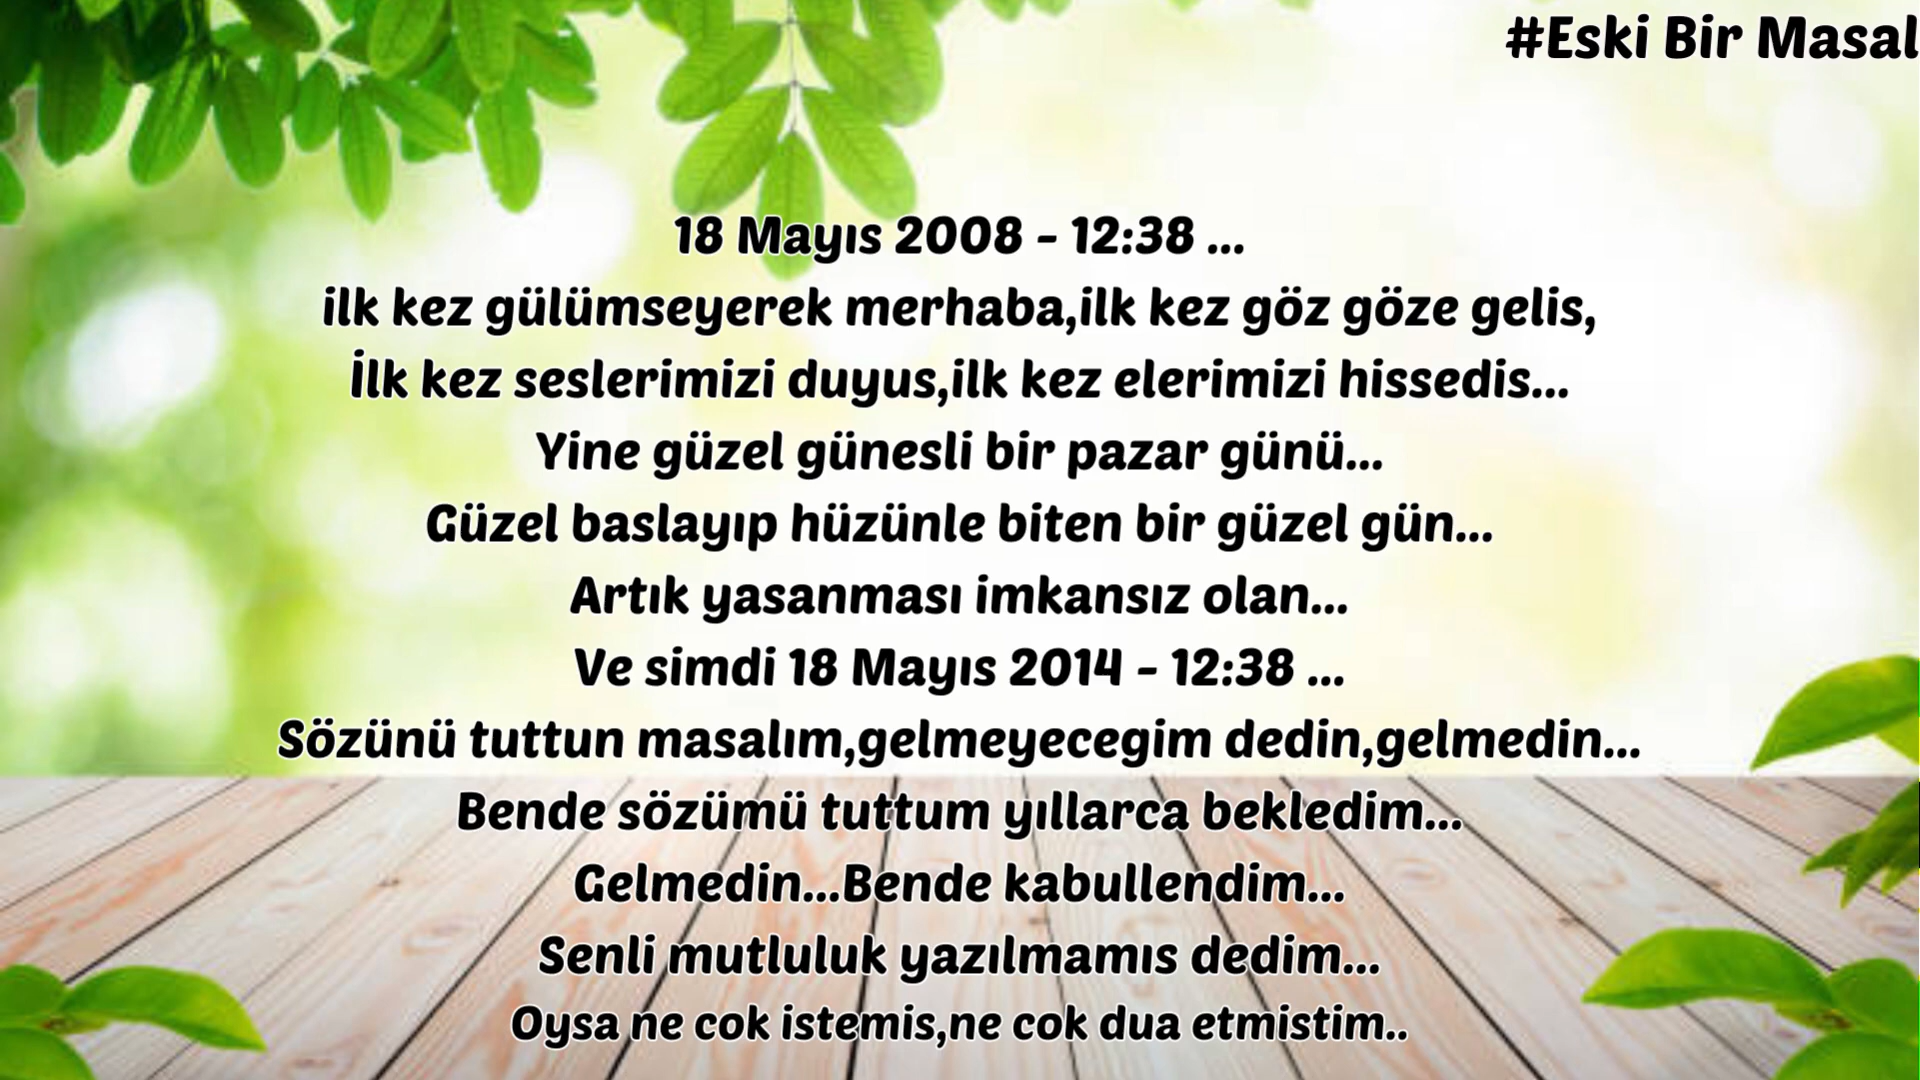 #Eski Bir Masal
18 Mayıs 2008 - 12:38 ...
ilk kez gülümseyerek merhaba,ilk kez göz göze gelis,
İlk kez seslerimizi duyus,ilk kez elerimizi hissedis...
Yine güzel günesli bir pazar günü...
Güzel baslayıp hüzünle biten bir güzel gün...
Artık yasanması imkansız olan...
Ve simdi 18 Mayıs 2014 - 12:38 ...
Sözünü tuttun masalım,gelmeyecegim dedin,gelmedin...
Bende sözümü tuttum yıllarca bekledim...
Gelmedin...Bende kabullendim...
Senli mutluluk yazılmamıs dedim...
Oysa ne cok istemis,ne cok dua etmistim..